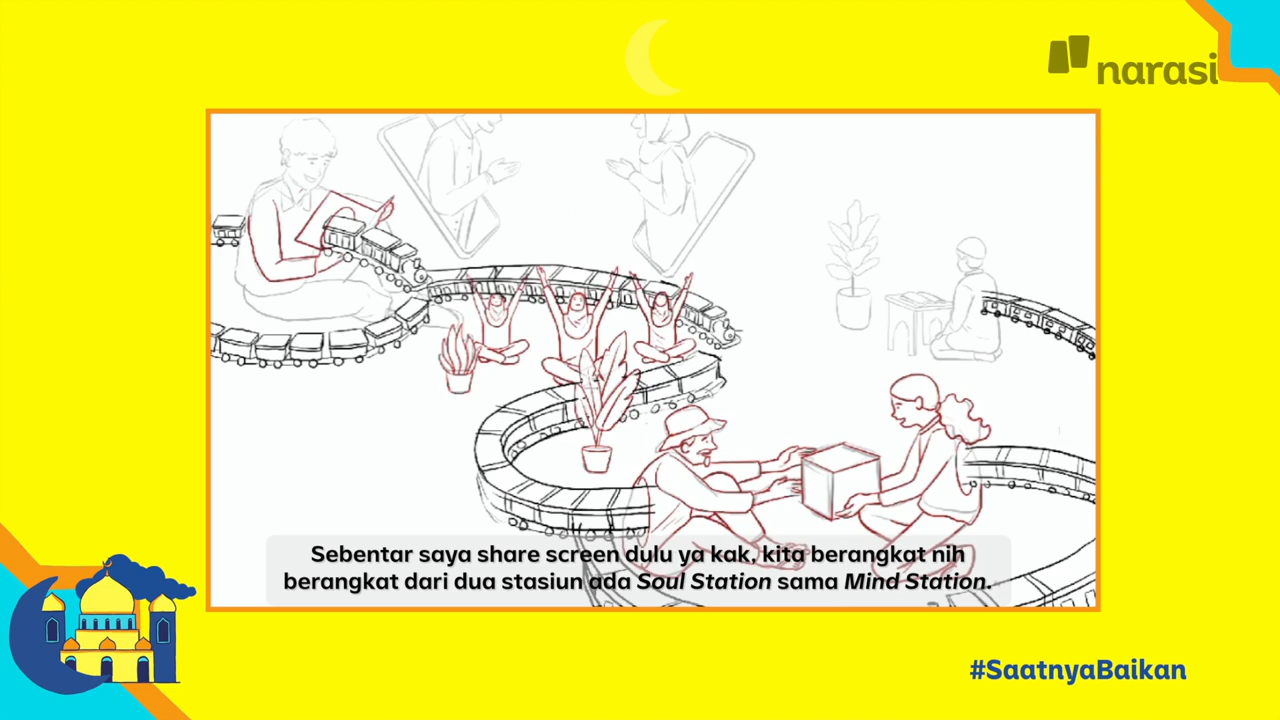 narasi
Sebentar saya share screen dulu ya kak, kita berangkat nih
berangkat dari dua stasiun ada Soul Station sama Mind Station.
#SaatnyaBaikan